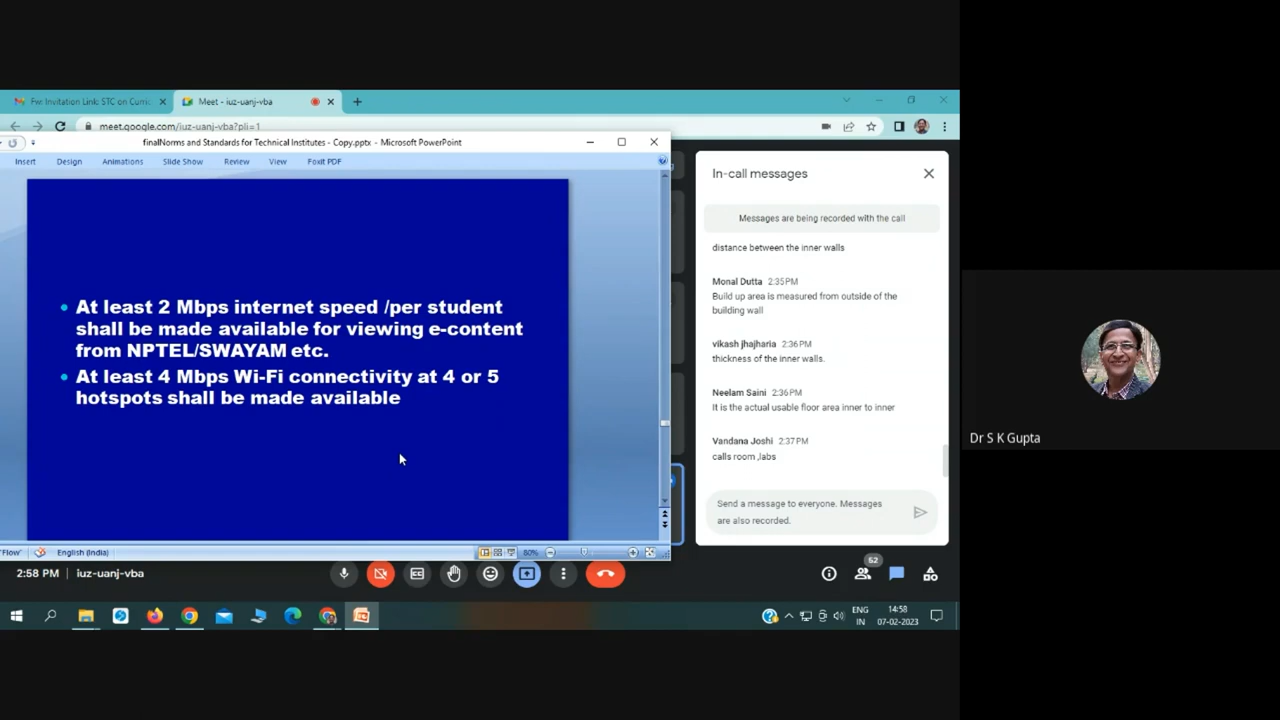 Fw: Invitation Link: STC on Curric
Meet - iuz-uanj-vba
meet.google.com/iuz-uanj-vba?pli=1
finalNorms and Standards for Technical Institutes - Copy.pptx - Microsoft PowerPoint
Insert Design Animations Slide Show Review View Foxit PDF
• At least 2 Mbps internet speed /per student
shall be made available for viewing e-content
from NPTEL/SWAYAM etc.
• At least 4 Mbps Wi-Fi connectivity at 4 or 5
hotspots shall be made available
"Flow" English (India) 80%
In-call messages
Messages are being recorded with the call
distance between the inner walls
Monal Dutta 2:35PM
Build up area is measured from outside of the
building wall
vikash jhajharia 2:36PM
thickness of the inner walls.
Neelam Saini 2:36PM
It is the actual usable floor area inner to inner
Vandana Joshi 2:37PM
calls room ,labs
Send a message to everyone. Messages
are also recorded.
2:58 PM | iuz-uanj-vba
52
ENG
IN
14:58
07-02-2023
Dr S K Gupta